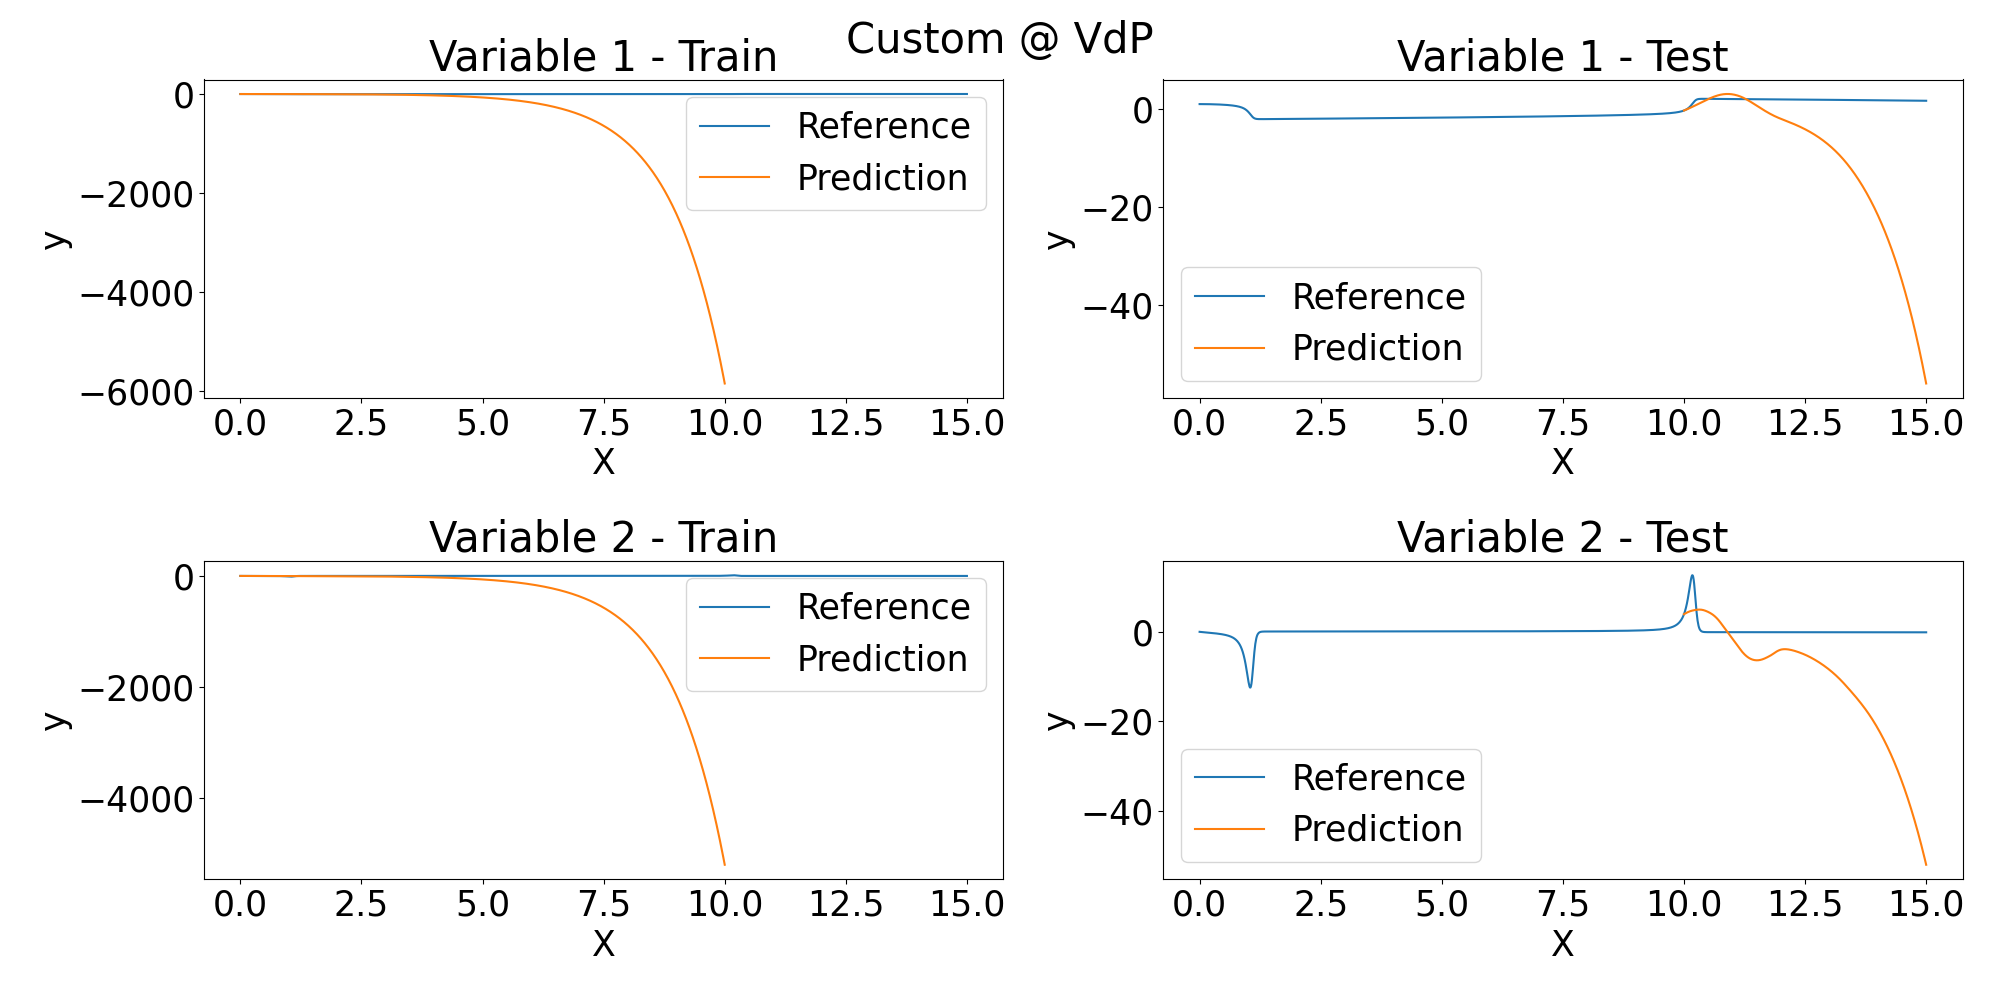 Custom @ VdP
Variable 1 - Train
y
0
−2000
−4000
−6000
0.0 2.5 5.0 7.5 10.0 12.5 15.0
X
Reference
Prediction
Variable 1 - Test
y
0
−20
−40
0.0 2.5 5.0 7.5 10.0 12.5 15.0
X
Reference
Prediction
Variable 2 - Train
y
0
−2000
−4000
0.0 2.5 5.0 7.5 10.0 12.5 15.0
X
Reference
Prediction
Variable 2 - Test
y
0
−20
−40
0.0 2.5 5.0 7.5 10.0 12.5 15.0
X
Reference
Prediction